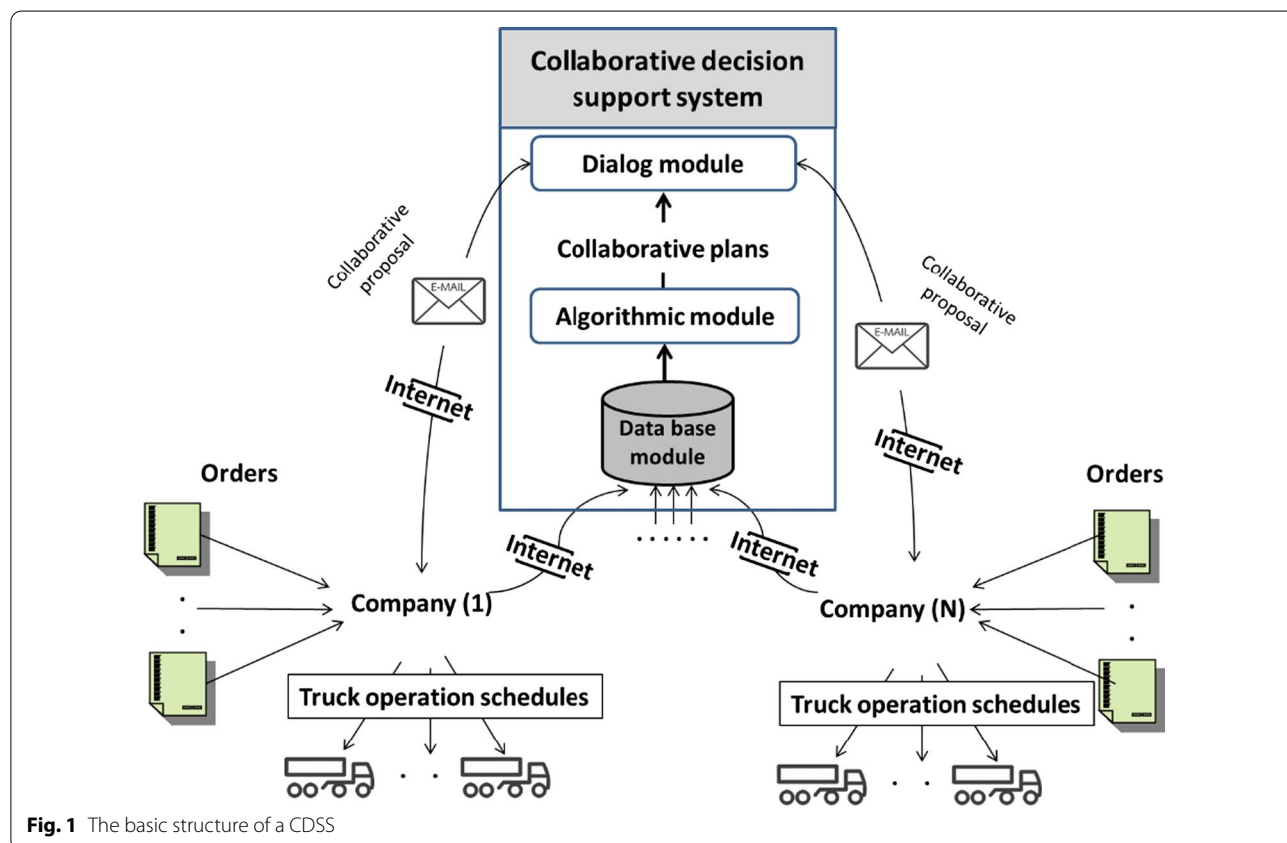 Collaborative decision
support system
Dialog module
Collaborative
proposal
Collaborative plans
Collaborative
proposal
E-MAIL
Algorithmic module
E-MAIL
Internet
Data base
module
Internet
Orders
Orders
Internet
Internet
Company (1)
Company (N)
Truck operation schedules
Truck operation schedules
Fig. 1 The basic structure of a CDSS